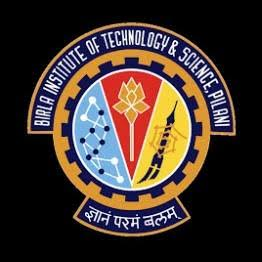 BIRLA INSTITUTE OF TECHNOLOGY & SCIENCE, PILANI
ज्ञानं परमं बलम्